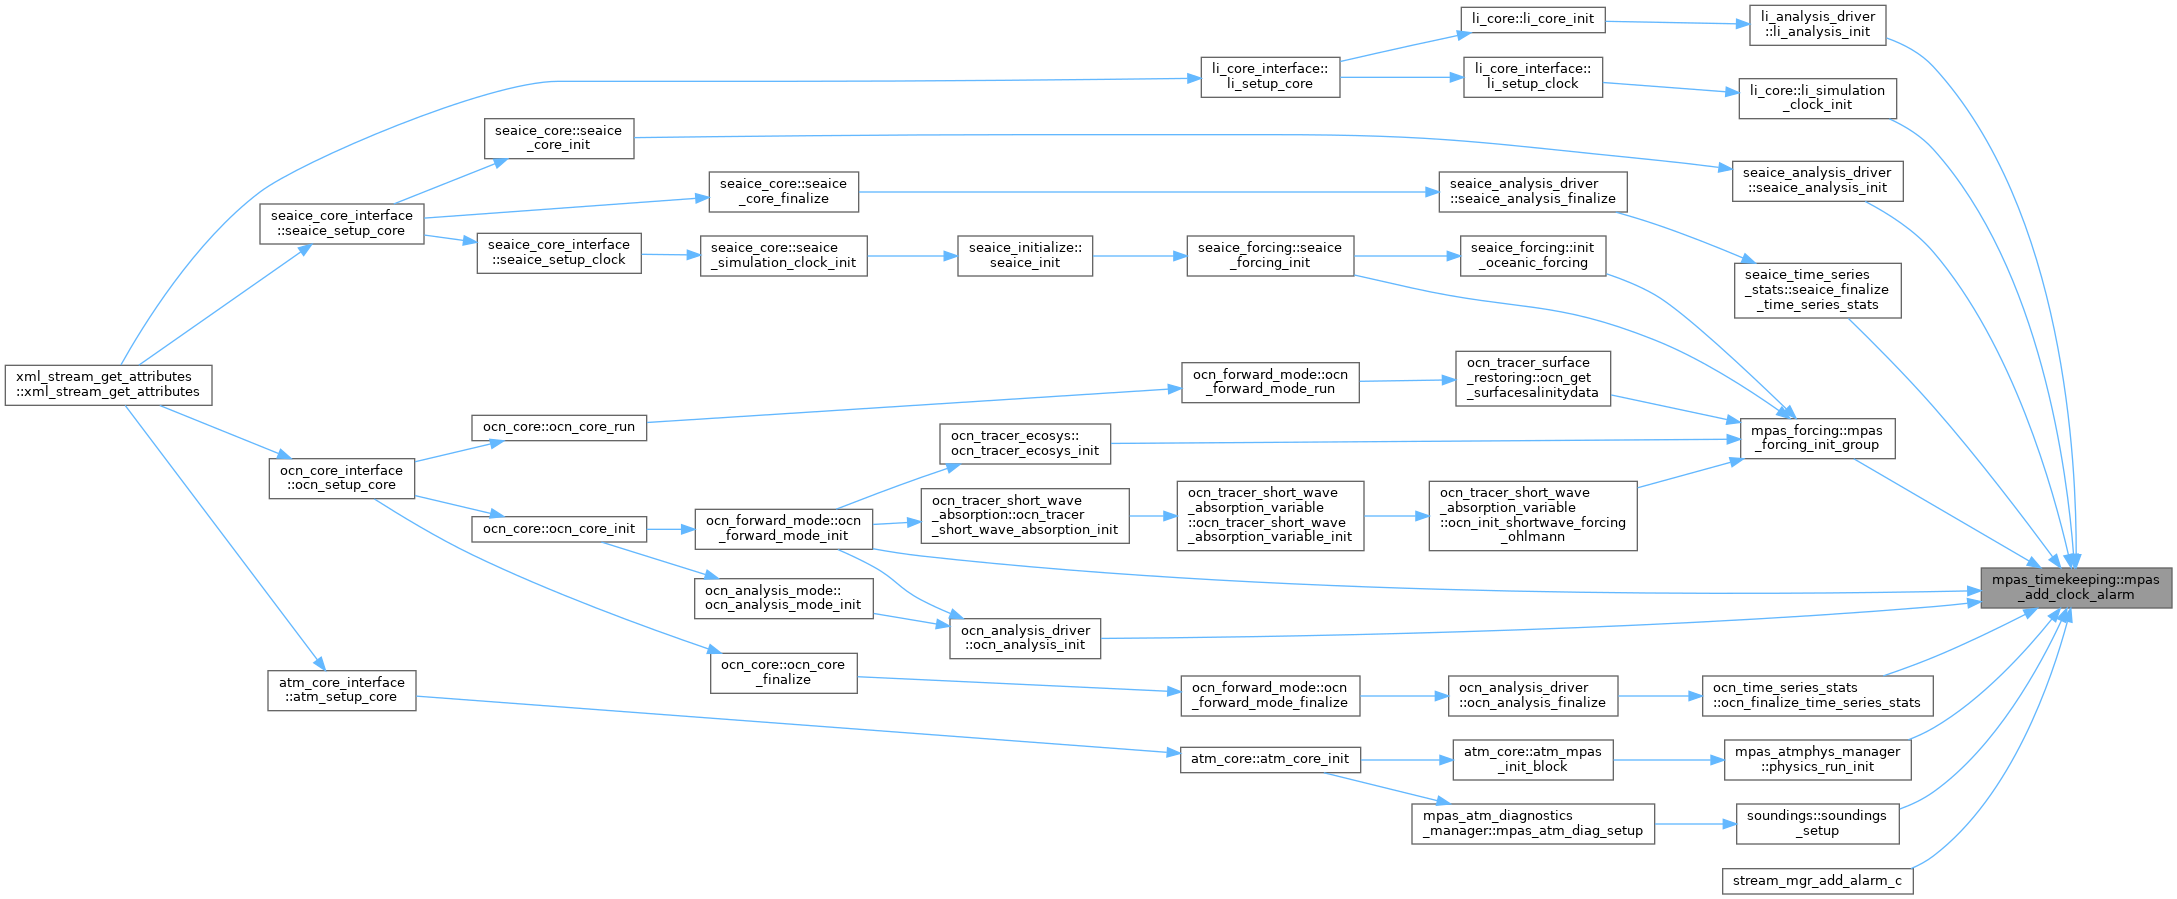 li_core::li_core_init
li_analysis_driver
::li_analysis_init
li_core_interface::
li_setup_core
li_core_interface::
li_setup_clock
li_core::li_simulation
_clock_init
seaice_core::seaice
_core_init
seaice_analysis_driver
::seaice_analysis_init
seaice_core::seaice
_core_finalize
seaice_analysis_driver
::seaice_analysis_finalize
seaice_core_interface
::seaice_setup_core
seaice_core_interface
::seaice_setup_clock
seaice_core::seaice
_simulation_clock_init
seaice_initialize::
seaice_init
seaice_forcing::seaice
_forcing_init
seaice_forcing::init
_oceanic_forcing
seaice_time_series
_stats::seaice_finalize
_time_series_stats
xml_stream_get_attributes
::xml_stream_get_attributes
ocn_forward_mode::ocn
_forward_mode_run
ocn_tracer_surface
_restoring::ocn_get
_surfacesalinitydata
ocn_core::ocn_core_run
ocn_tracer_ecosys::
ocn_tracer_ecosys_init
mpas_forcing::mpas
_forcing_init_group
ocn_core_interface
::ocn_setup_core
ocn_core::ocn_core_init
ocn_forward_mode::ocn
_forward_mode_init
ocn_tracer_short_wave
_absorption::ocn_tracer
_short_wave_absorption_init
ocn_tracer_short_wave
_absorption_variable
::ocn_tracer_short_wave
_absorption_variable_init
ocn_tracer_short_wave
_absorption_variable
::ocn_init_shortwave_forcing
_ohlmann
ocn_analysis_mode::
ocn_analysis_mode_init
mpas_timekeeping::mpas
_add_clock_alarm
ocn_analysis_driver
::ocn_analysis_init
ocn_core::ocn_core
_finalize
atm_core_interface
::atm_setup_core
ocn_forward_mode::ocn
_forward_mode_finalize
ocn_analysis_driver
::ocn_analysis_finalize
ocn_time_series_stats
::ocn_finalize_time_series_stats
atm_core::atm_core_init
atm_core::atm_mpas
_init_block
mpas_atmphys_manager
::physics_run_init
mpas_atm_diagnostics
_manager::mpas_atm_diag_setup
soundings::soundings
_setup
stream_mgr_add_alarm_c